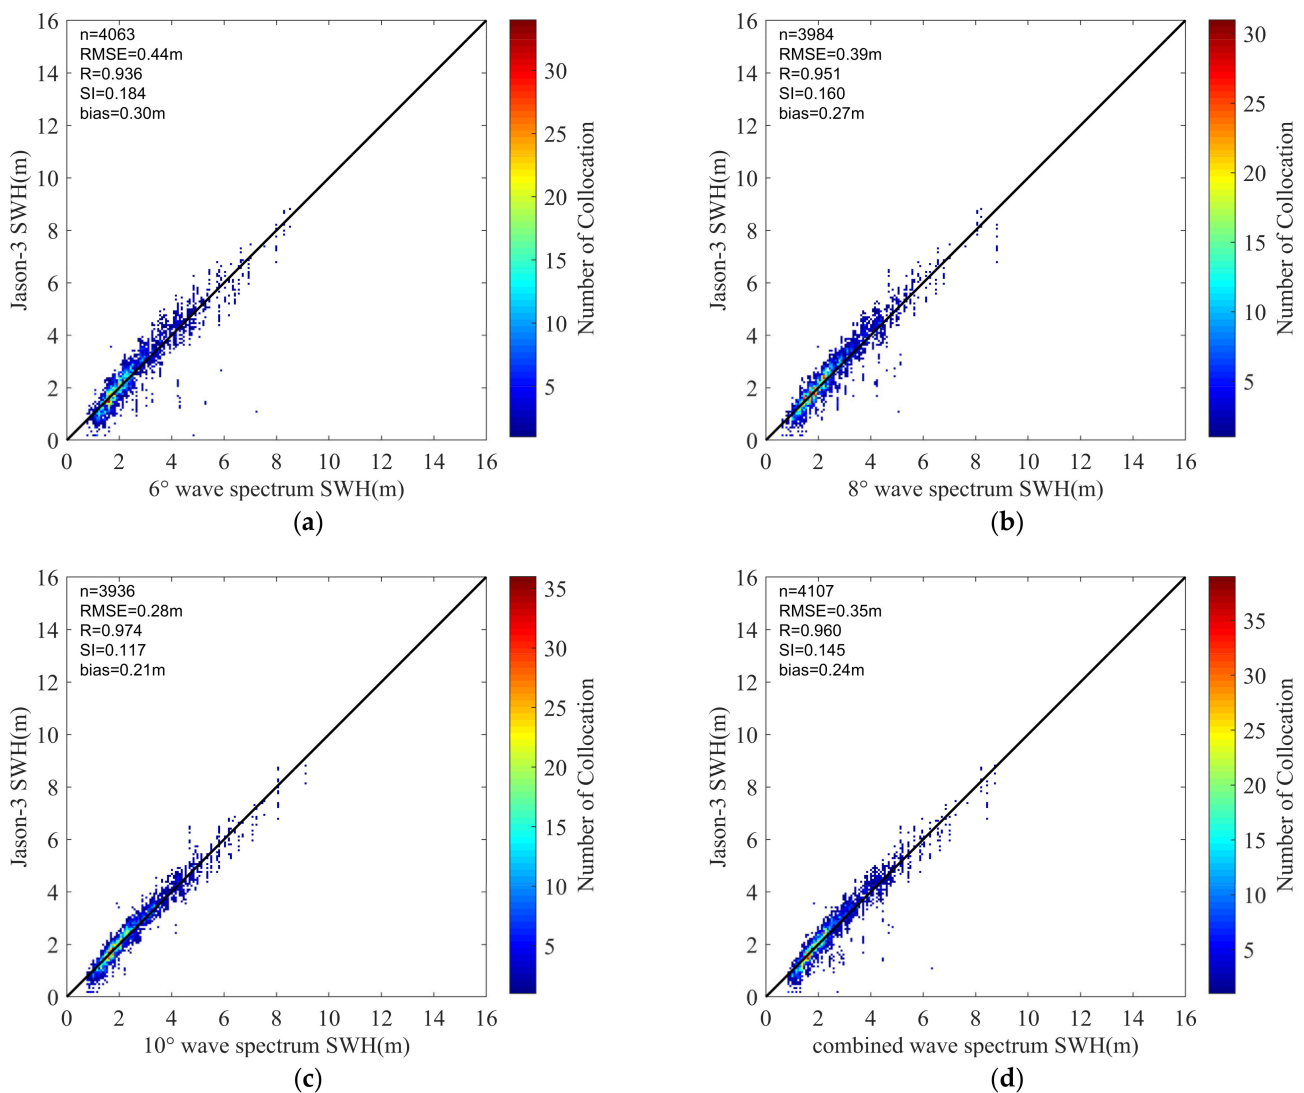 n=4063
RMSE=0.44m
R=0.936
SI=0.184
bias=0.30m
16
14
12
10
8
6
4
2
0
Jason-3 SWH(m)
0 2 4 6 8 10 12 14 16
6° wave spectrum SWH(m)
30
25
20
15
10
5
Number of Collocation
(a)
n=3984
RMSE=0.39m
R=0.951
SI=0.160
bias=0.27m
16
14
12
10
8
6
4
2
0
Jason-3 SWH(m)
0 2 4 6 8 10 12 14 16
8° wave spectrum SWH(m)
30
25
20
15
10
5
Number of Collocation
(b)
n=3936
RMSE=0.28m
R=0.974
SI=0.117
bias=0.21m
16
14
12
10
8
6
4
2
0
Jason-3 SWH(m)
0 2 4 6 8 10 12 14 16
10° wave spectrum SWH(m)
35
30
25
20
15
10
5
Number of Collocation
(c)
n=4107
RMSE=0.35m
R=0.960
SI=0.145
bias=0.24m
16
14
12
10
8
6
4
2
0
Jason-3 SWH(m)
0 2 4 6 8 10 12 14 16
combined wave spectrum SWH(m)
35
30
25
20
15
10
5
Number of Collocation
(d)